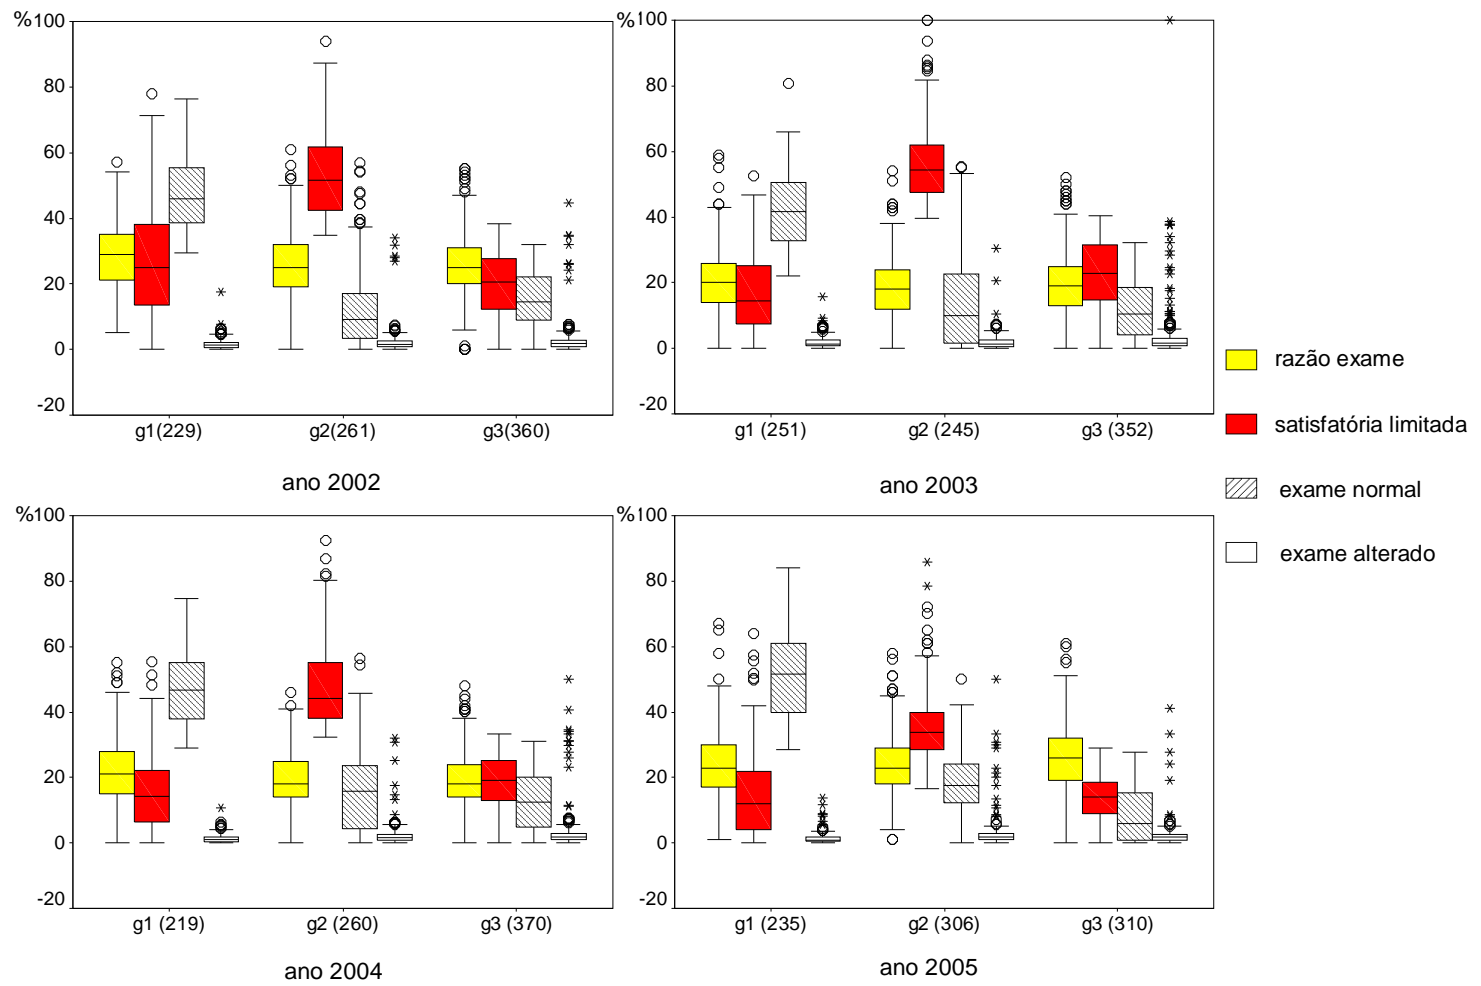 %100
80
60
40
20
0
-20
g1(229) g2(261) g3(360)
ano 2002
%100
80
60
40
20
0
-20
g1 (251) g2 (245) g3 (352)
ano 2003
razão exame
satisfatória limitada
exame normal
exame alterado
%100
80
60
40
20
0
-20
g1 (219) g2 (260) g3 (370)
ano 2004
%100
80
60
40
20
0
-20
g1 (235) g2 (306) g3 (310)
ano 2005